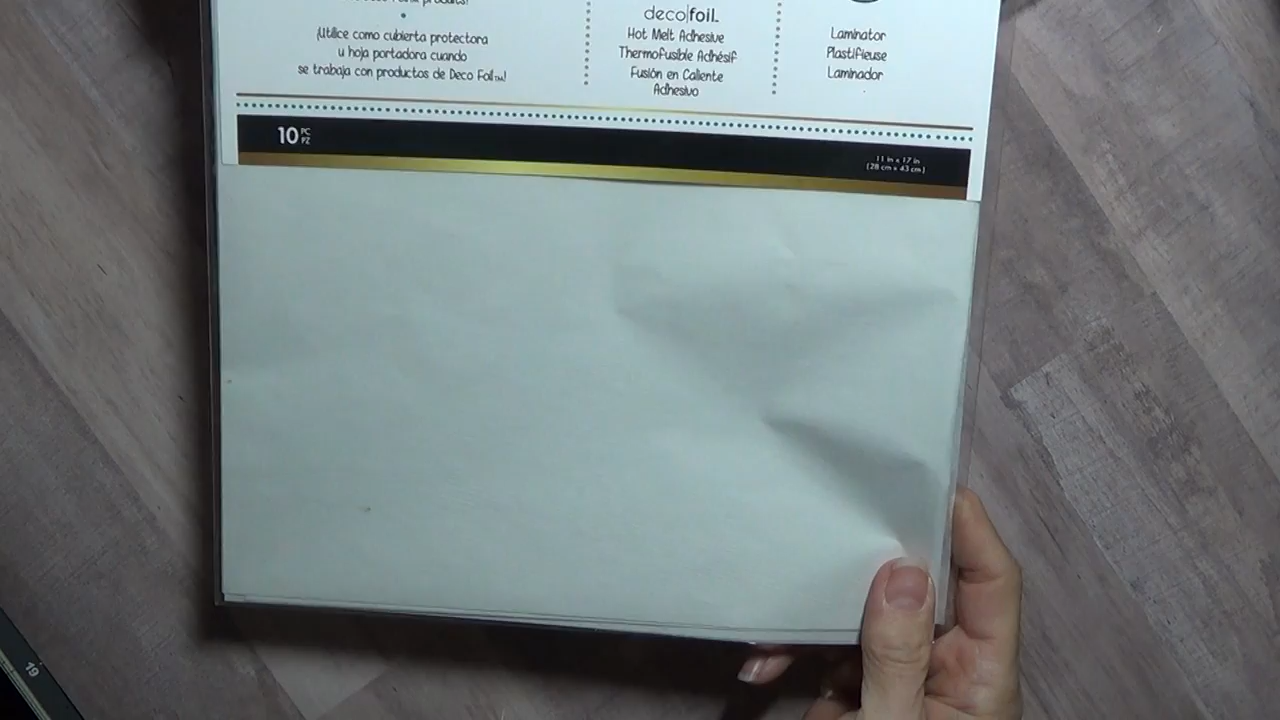 ¡Utilice como cubierta protectora
u hoja portadora cuando
se trabaja con productos de Deco Foil™!
deco|foil™
Hot Melt Adhesive
Thermofusible Adhésif
Fusión en Caliente
Adhesivo
Laminator
Plastifieuse
Laminador
10 PC
PZ
11 in x 17 in
(28 cm x 43 cm)
19